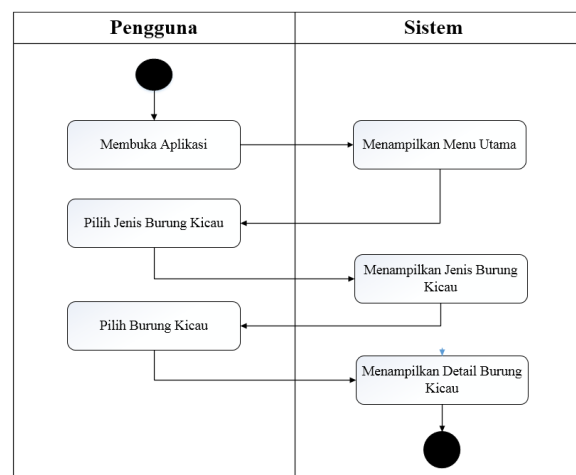 Pengguna
Sistem
Membuka Aplikasi
Menampilkan Menu Utama
Pilih Jenis Burung Kicau
Menampilkan Jenis Burung
Kicau
Pilih Burung Kicau
Menampilkan Detail Burung
Kicau